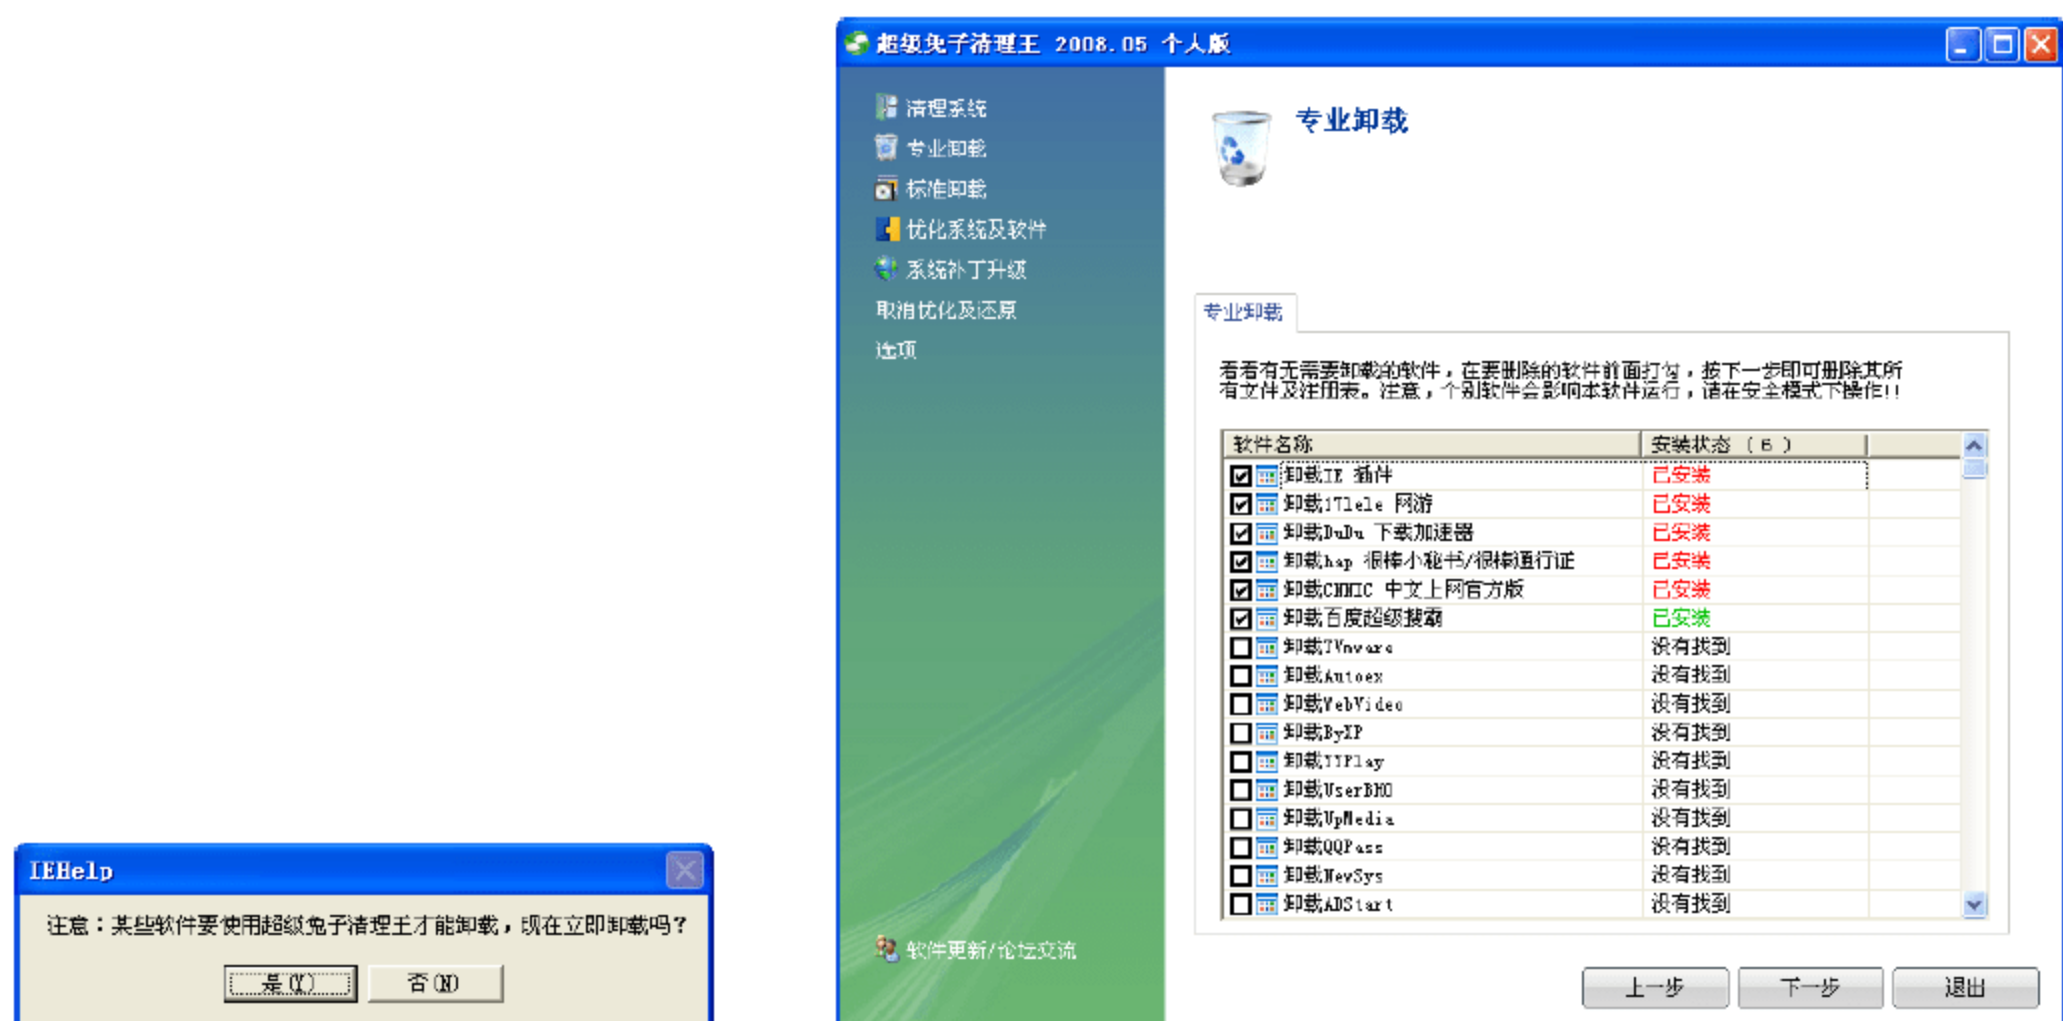 超级兔子清理王 2008.05 个人版
清理系统
专业卸载
标准卸载
优化系统及软件
系统补丁升级
取消优化及还原
选项
软件更新/论坛交流
专业卸载
专业卸载
看看有无需要卸载的软件，在要删除的软件前面打勾，按下一步即可删除其所
有文件及注册表。注意，个别软件会影响本软件运行，请在安全模式下操作!!
软件名称 安装状态 (6)
卸载IE 插件 已安装
卸载17lele 网游 已安装
卸载DuDu 下载加速器 已安装
卸载hap 很棒小秘书/很棒通行证 已安装
卸载CNNIC 中文上网官方版 已安装
卸载百度超级搜霸 已安装
卸载TVnware 没有找到
卸载Autoex 没有找到
卸载WebVideo 没有找到
卸载ByXP 没有找到
卸载YYPlay 没有找到
卸载UserBHO 没有找到
卸载UpMedia 没有找到
卸载QQPass 没有找到
卸载NewSys 没有找到
卸载ADStart 没有找到
上一步 下一步 退出
IEHelp
注意：某些软件要使用超级兔子清理王才能卸载，现在立即卸载吗?
是(Y) 否(N)